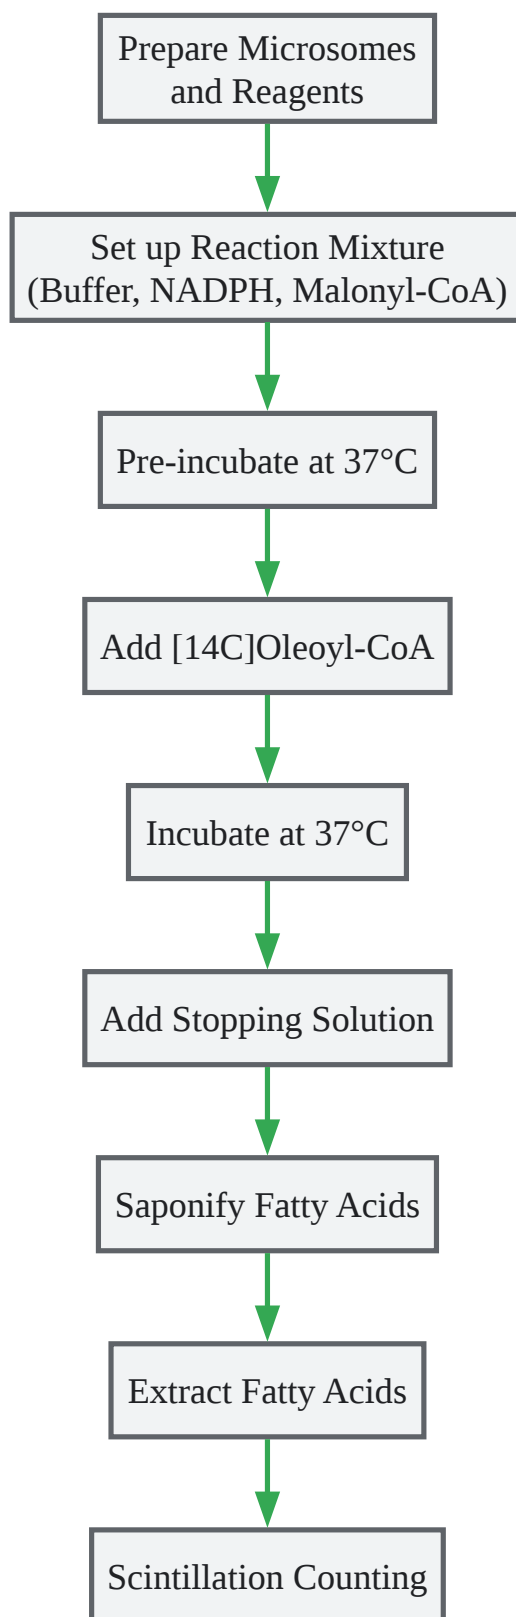 Prepare Microsomes
and Reagents
Set up Reaction Mixture
(Buffer, NADPH, Malonyl-CoA)
Pre-incubate at 37°C
Add [14C]Oleoyl-CoA
Incubate at 37°C
Add Stopping Solution
Saponify Fatty Acids
Extract Fatty Acids
Scintillation Counting